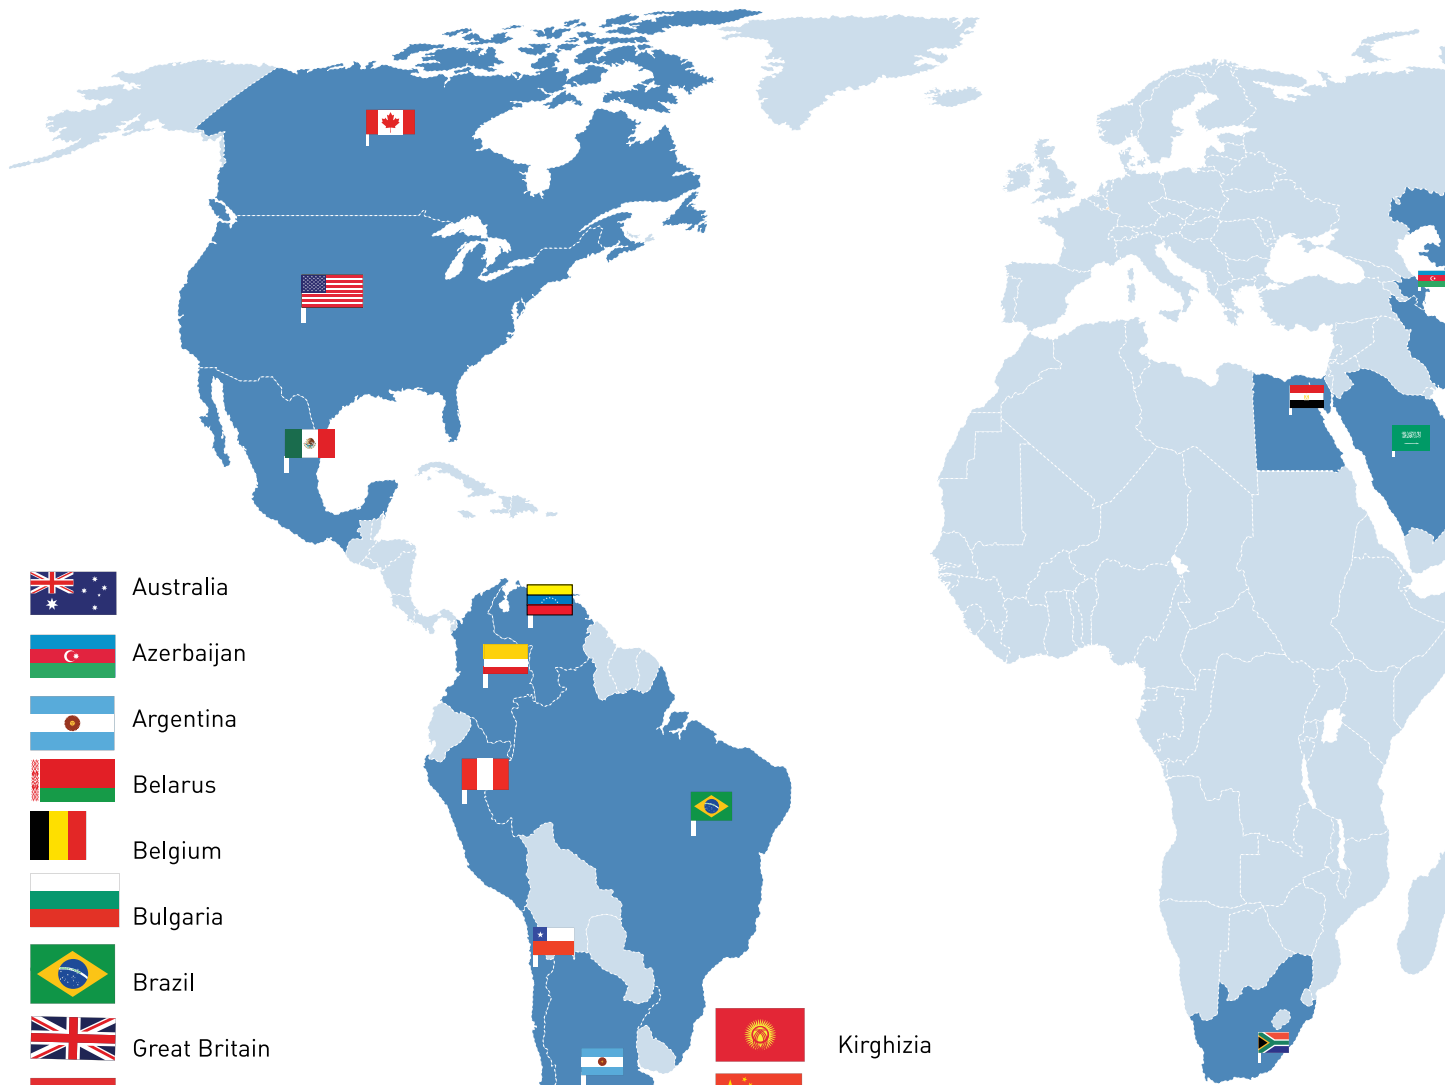 Australia
Azerbaijan
Argentina
Belarus
Belgium
Bulgaria
Brazil
Great Britain
Kirghizia